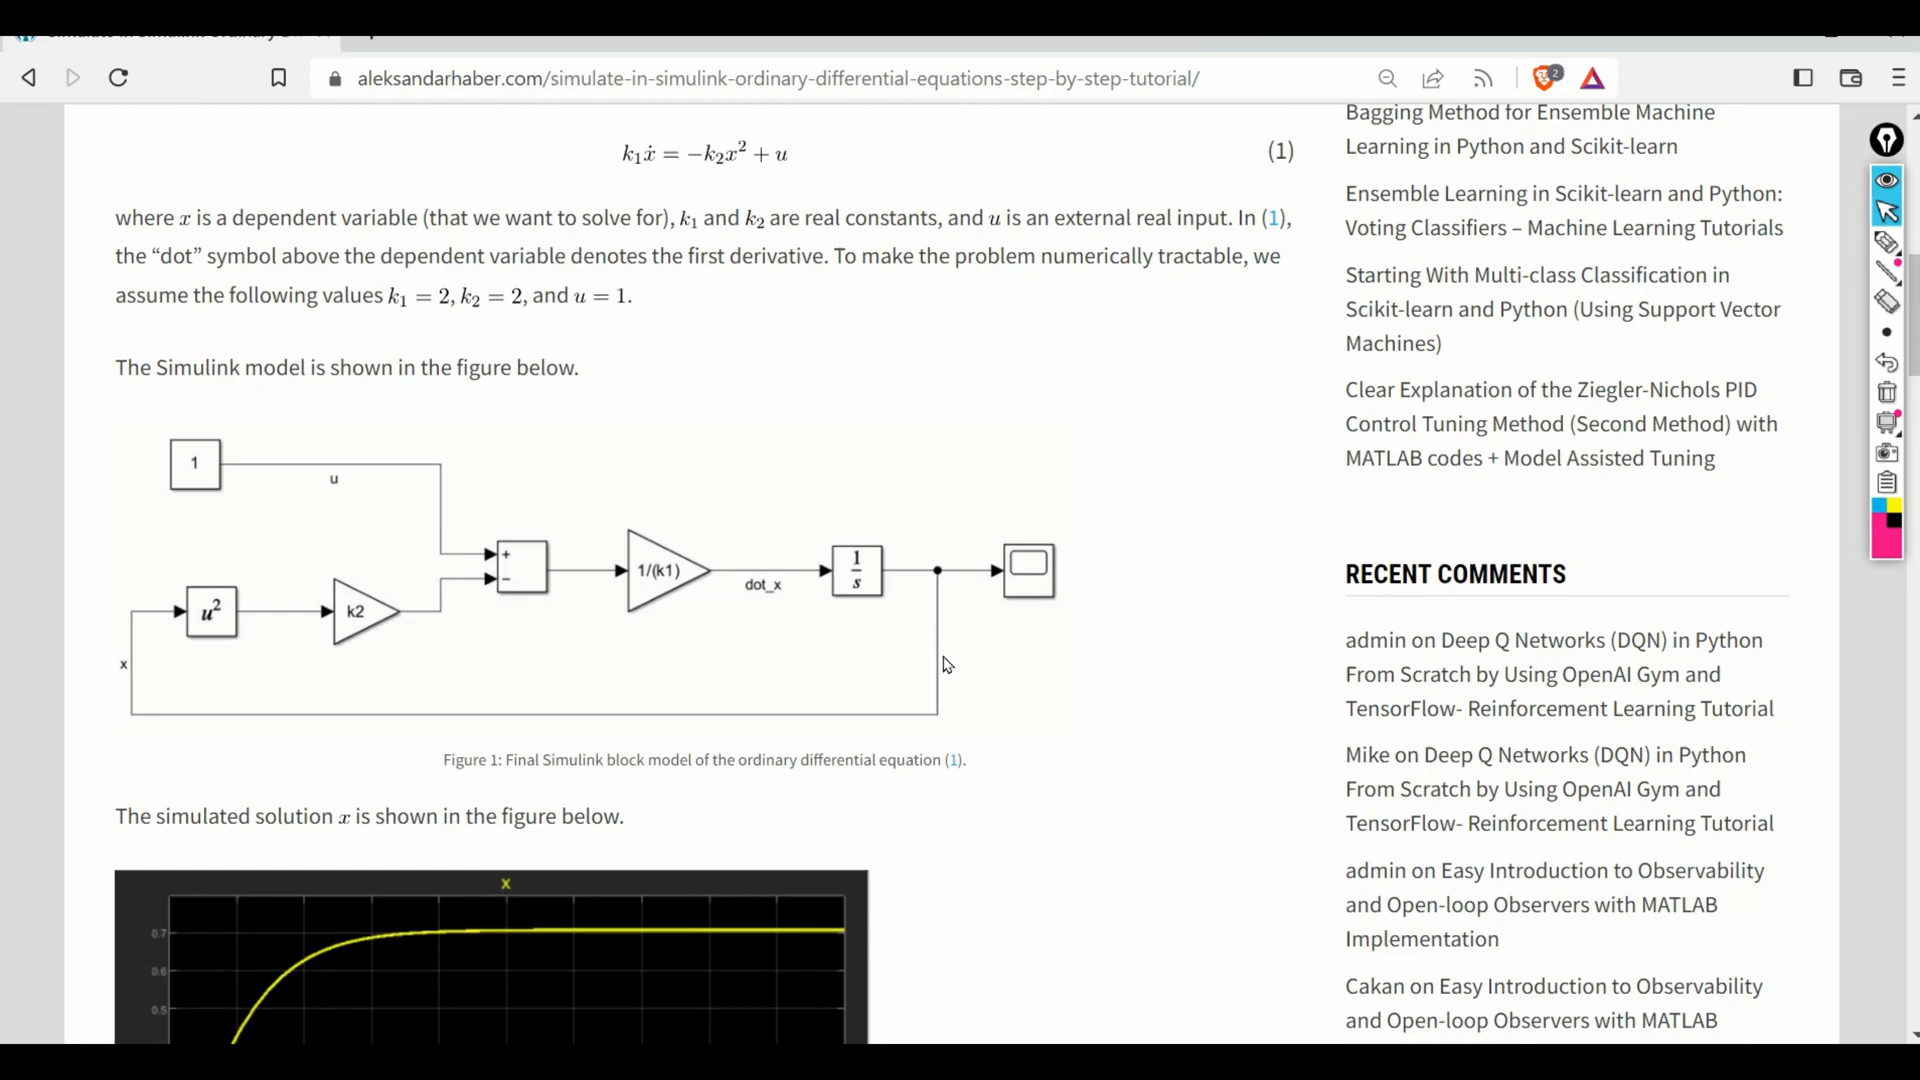 aleksandarhaber.com/simulate-in-simulink-ordinary-differential-equations-step-by-step-tutorial/
2
k₁ẋ = −k₂x² + u (1)
where x is a dependent variable (that we want to solve for), k₁ and k₂ are real constants, and u is an external real input. In (1),
the “dot” symbol above the dependent variable denotes the first derivative. To make the problem numerically tractable, we
assume the following values k₁ = 2, k₂ = 2, and u = 1.
The Simulink model is shown in the figure below.
1
u
+
−
1/(k1)
dot_x
1
s
u²
k2
x
Figure 1: Final Simulink block model of the ordinary differential equation (1).
The simulated solution x is shown in the figure below.
X
0.7
0.6
0.5
Bagging Method for Ensemble Machine
Learning in Python and Scikit-learn
Ensemble Learning in Scikit-learn and Python:
Voting Classifiers – Machine Learning Tutorials
Starting With Multi-class Classification in
Scikit-learn and Python (Using Support Vector
Machines)
Clear Explanation of the Ziegler-Nichols PID
Control Tuning Method (Second Method) with
MATLAB codes + Model Assisted Tuning
RECENT COMMENTS
admin on Deep Q Networks (DQN) in Python
From Scratch by Using OpenAI Gym and
TensorFlow- Reinforcement Learning Tutorial
Mike on Deep Q Networks (DQN) in Python
From Scratch by Using OpenAI Gym and
TensorFlow- Reinforcement Learning Tutorial
admin on Easy Introduction to Observability
and Open-loop Observers with MATLAB
Implementation
Cakan on Easy Introduction to Observability
and Open-loop Observers with MATLAB